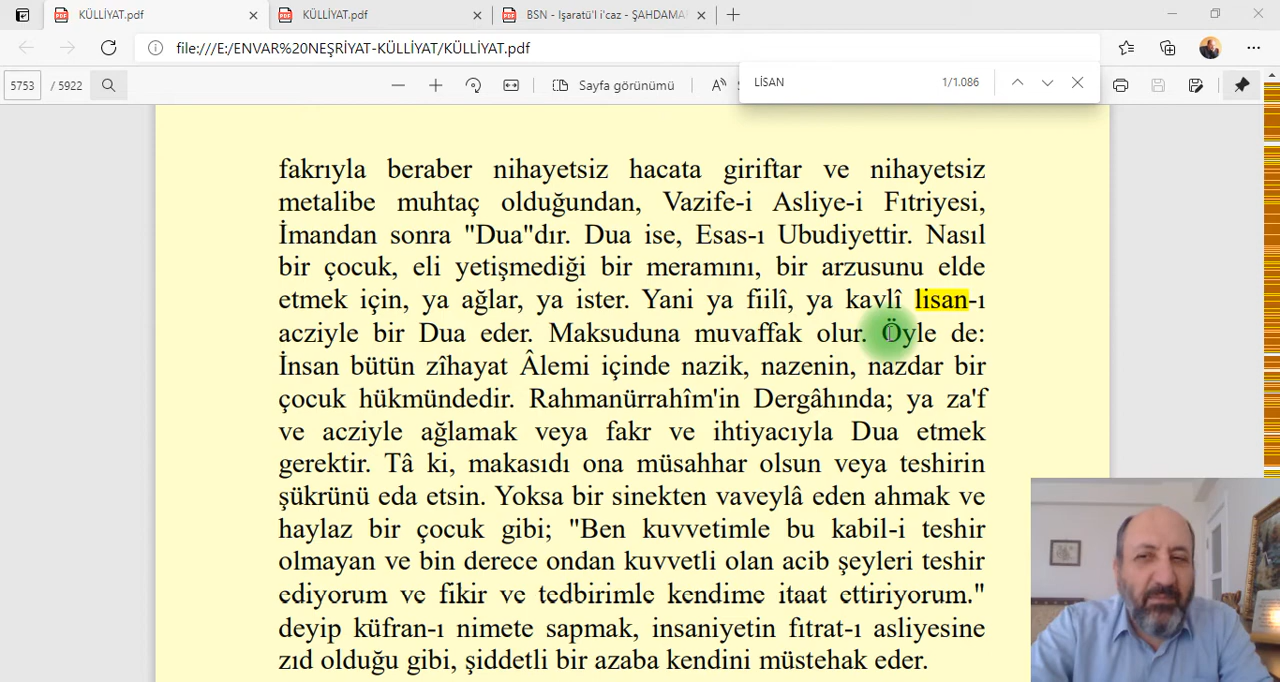 KÜLLİYAT.pdf
KÜLLİYAT.pdf
BSN - Işaratü'l i'caz - ŞAHDAMA
file:///E:/ENVAR%20NEŞRİYAT-KÜLLİYAT/KÜLLİYAT.pdf
5753 / 5922
Sayfa görünümü
LİSAN
1/1.086
fakrıyla beraber nihayetsiz hacata giriftar ve nihayetsiz
metalibe muhtaç olduğundan, Vazife-i Asliye-i Fıtriyesi,
İmandan sonra "Dua"dır. Dua ise, Esas-ı Ubudiyettir. Nasıl
bir çocuk, eli yetişmediği bir meramını, bir arzusunu elde
etmek için, ya ağlar, ya ister. Yani ya fiilî, ya kavlî lisan-ı
acziyle bir Dua eder. Maksuduna muvaffak olur. Öyle de:
İnsan bütün zîhayat Âlemi içinde nazik, nazenin, nazdar bir
çocuk hükmündedir. Rahmanürrahîm'in Dergâhında; ya za'f
ve acziyle ağlamak veya fakr ve ihtiyacıyla Dua etmek
gerektir. Tâ ki, makasıdı ona müsahhar olsun veya teshirin
şükrünü eda etsin. Yoksa bir sinekten vaveylâ eden ahmak ve
haylaz bir çocuk gibi; "Ben kuvvetimle bu kabil-i teshir
olmayan ve bin derece ondan kuvvetli olan acib şeyleri teshir
ediyorum ve fikir ve tedbirimle kendime itaat ettiriyorum."
deyip küfran-ı nimete sapmak, insaniyetin fıtrat-ı asliyesine
zıd olduğu gibi, şiddetli bir azaba kendini müstehak eder.